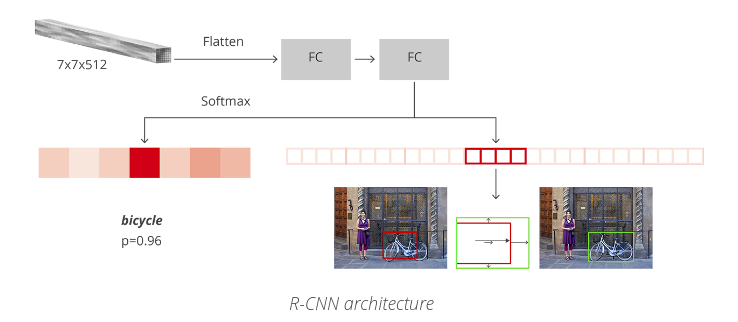 Flatten
FC
FC
7x7x512
Softmax
bicycle
p=0.96
R-CNN architecture